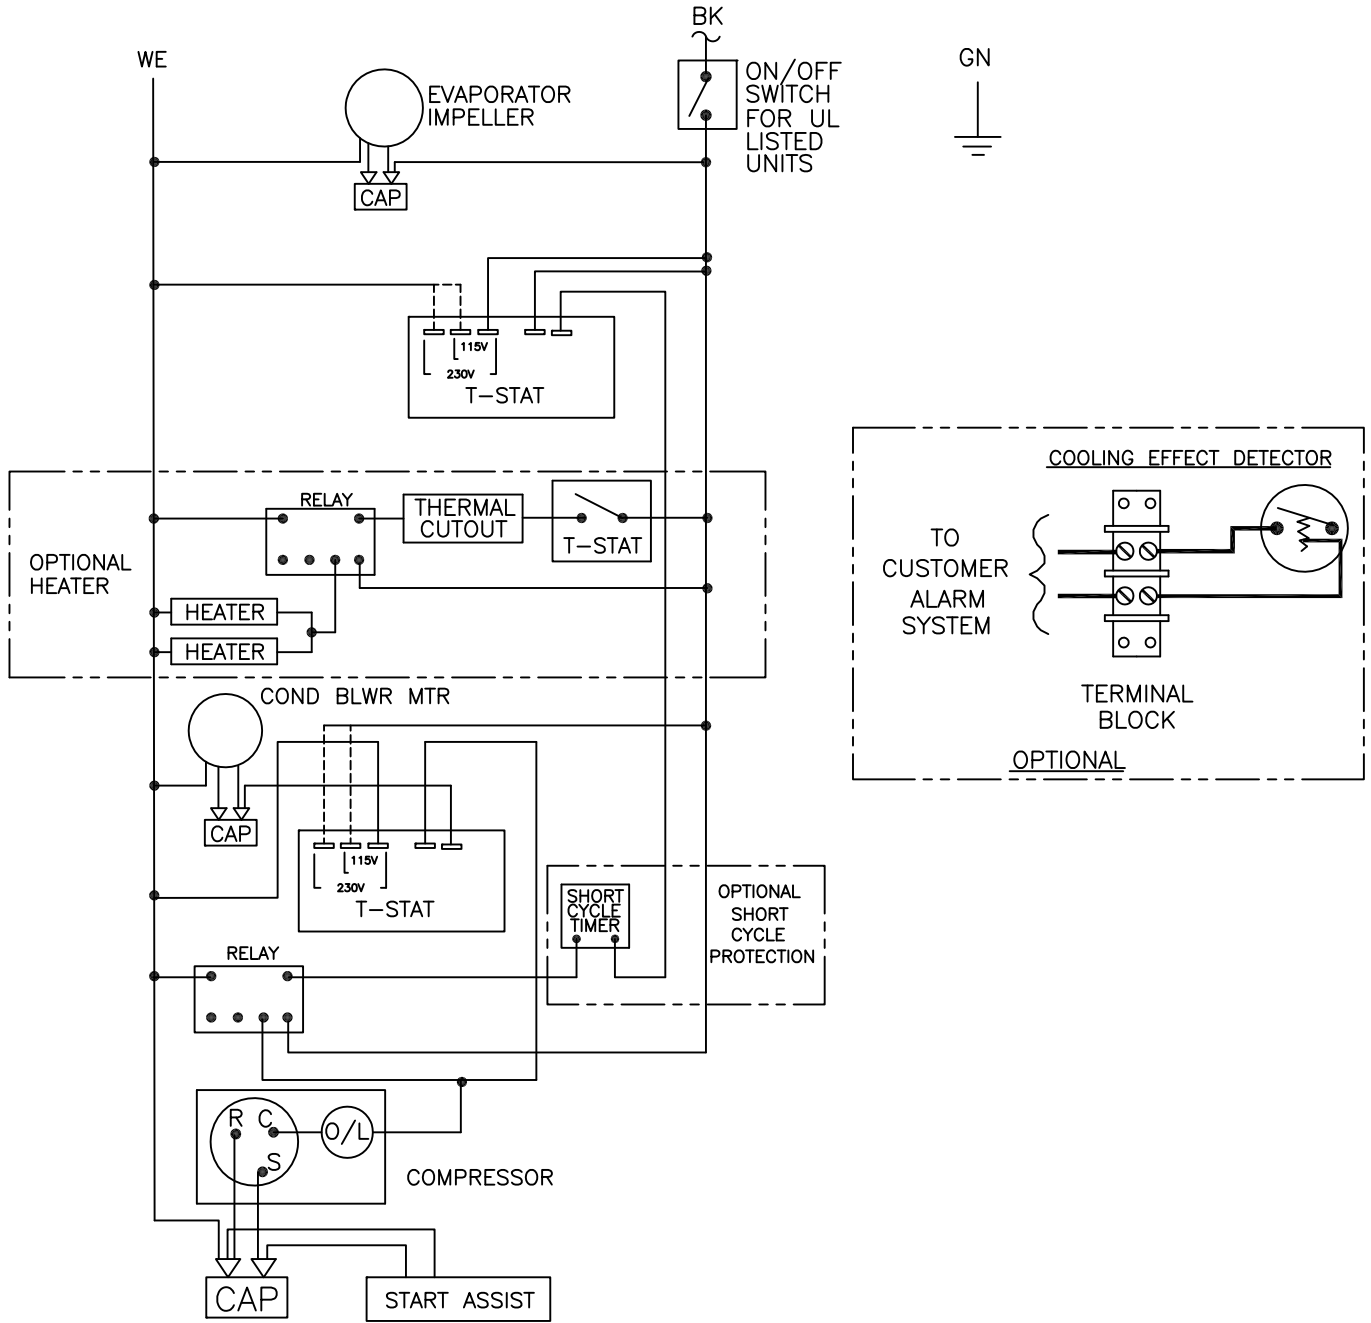 BK
WE
GN
EVAPORATOR
IMPELLER
ON/OFF
SWITCH
FOR UL
LISTED
UNITS
CAP
115V
230V
T-STAT
OPTIONAL
HEATER
RELAY
THERMAL
CUTOUT
T-STAT
HEATER
HEATER
COOLING EFFECT DETECTOR
TO
CUSTOMER
ALARM
SYSTEM
TERMINAL
BLOCK
OPTIONAL
COND BLWR MTR
CAP
115V
230V
T-STAT
SHORT
CYCLE
TIMER
OPTIONAL
SHORT
CYCLE
PROTECTION
RELAY
R C
S
O/L
COMPRESSOR
CAP
START ASSIST